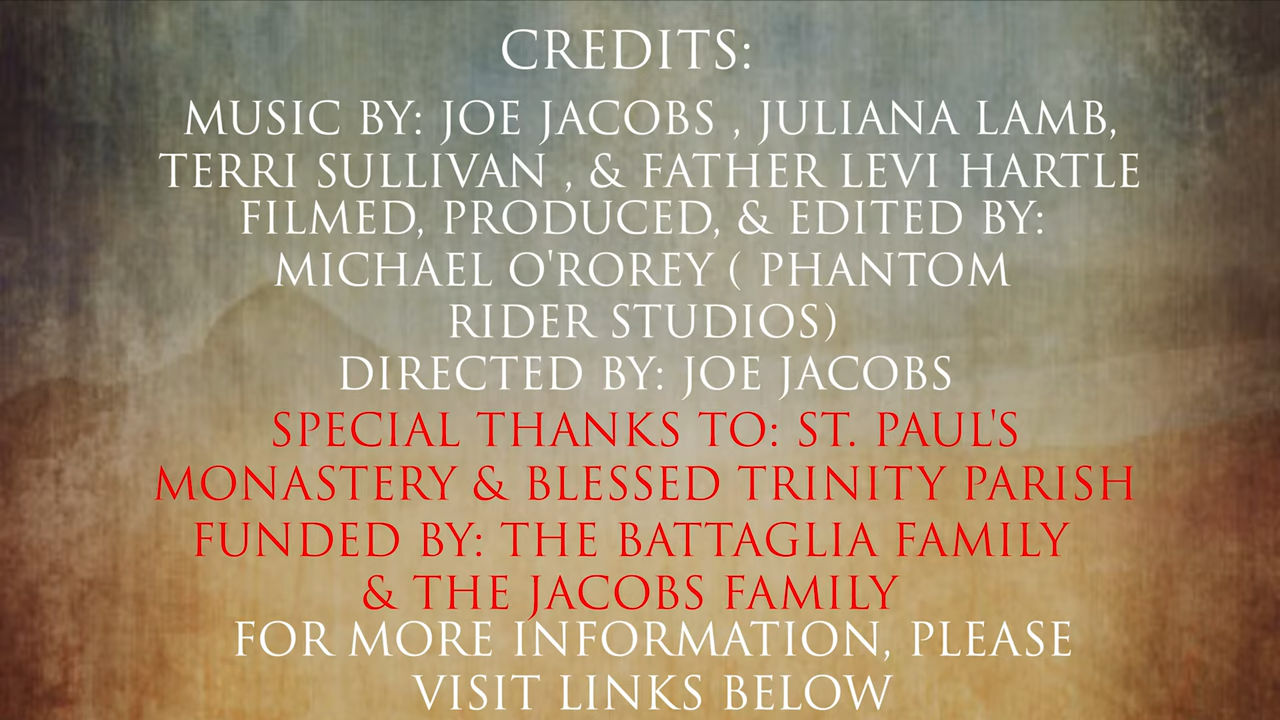 CREDITS:
MUSIC BY: JOE JACOBS , JULIANA LAMB,
TERRI SULLIVAN , & FATHER LEVI HARTLE
FILMED, PRODUCED, & EDITED BY:
MICHAEL O'ROREY ( PHANTOM
RIDER STUDIOS)
DIRECTED BY: JOE JACOBS
SPECIAL THANKS TO: ST. PAUL'S
MONASTERY & BLESSED TRINITY PARISH
FUNDED BY: THE BATTAGLIA FAMILY
& THE JACOBS FAMILY
FOR MORE INFORMATION, PLEASE
VISIT LINKS BELOW